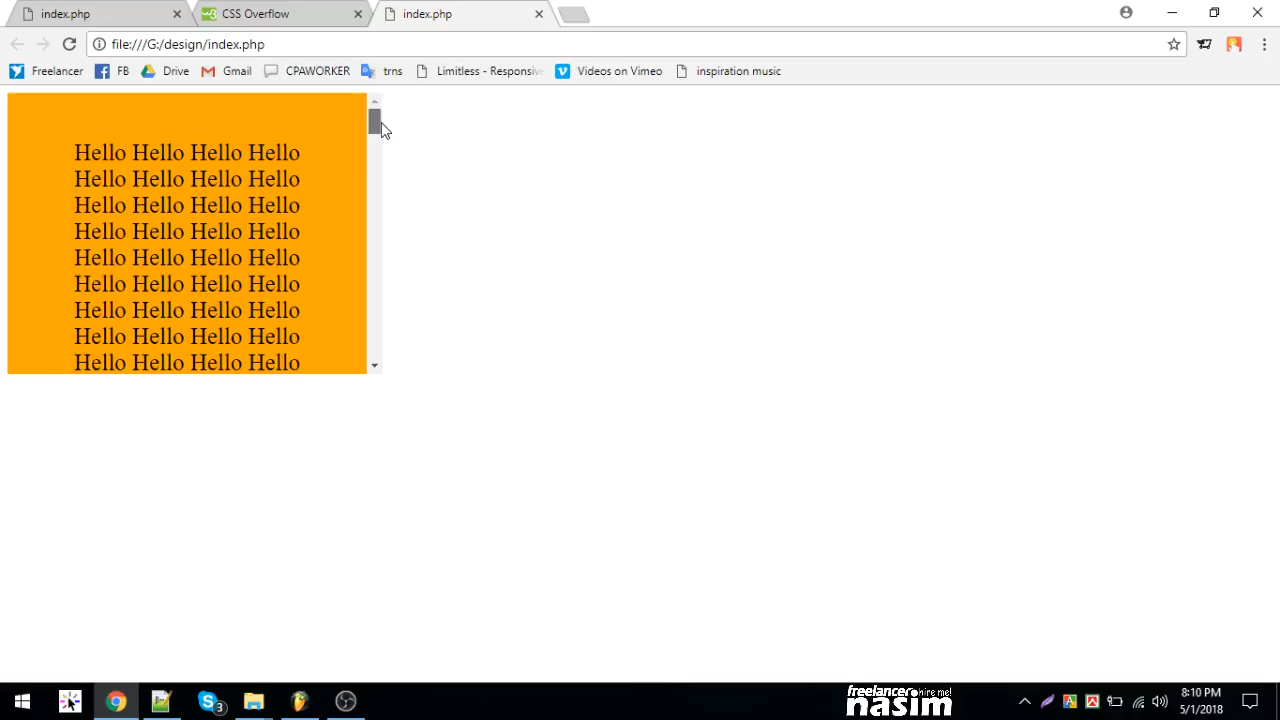 index.php
CSS Overflow
index.php
file:///G:/design/index.php
Freelancer
FB
Drive
Gmail
CPAWORKER
trns
Limitless - Responsiv
Videos on Vimeo
inspiration music
Hello Hello Hello Hello
Hello Hello Hello Hello
Hello Hello Hello Hello
Hello Hello Hello Hello
Hello Hello Hello Hello
Hello Hello Hello Hello
Hello Hello Hello Hello
Hello Hello Hello Hello
Hello Hello Hello Hello
3
freelancer hire me!
nasim
8:10 PM
5/1/2018